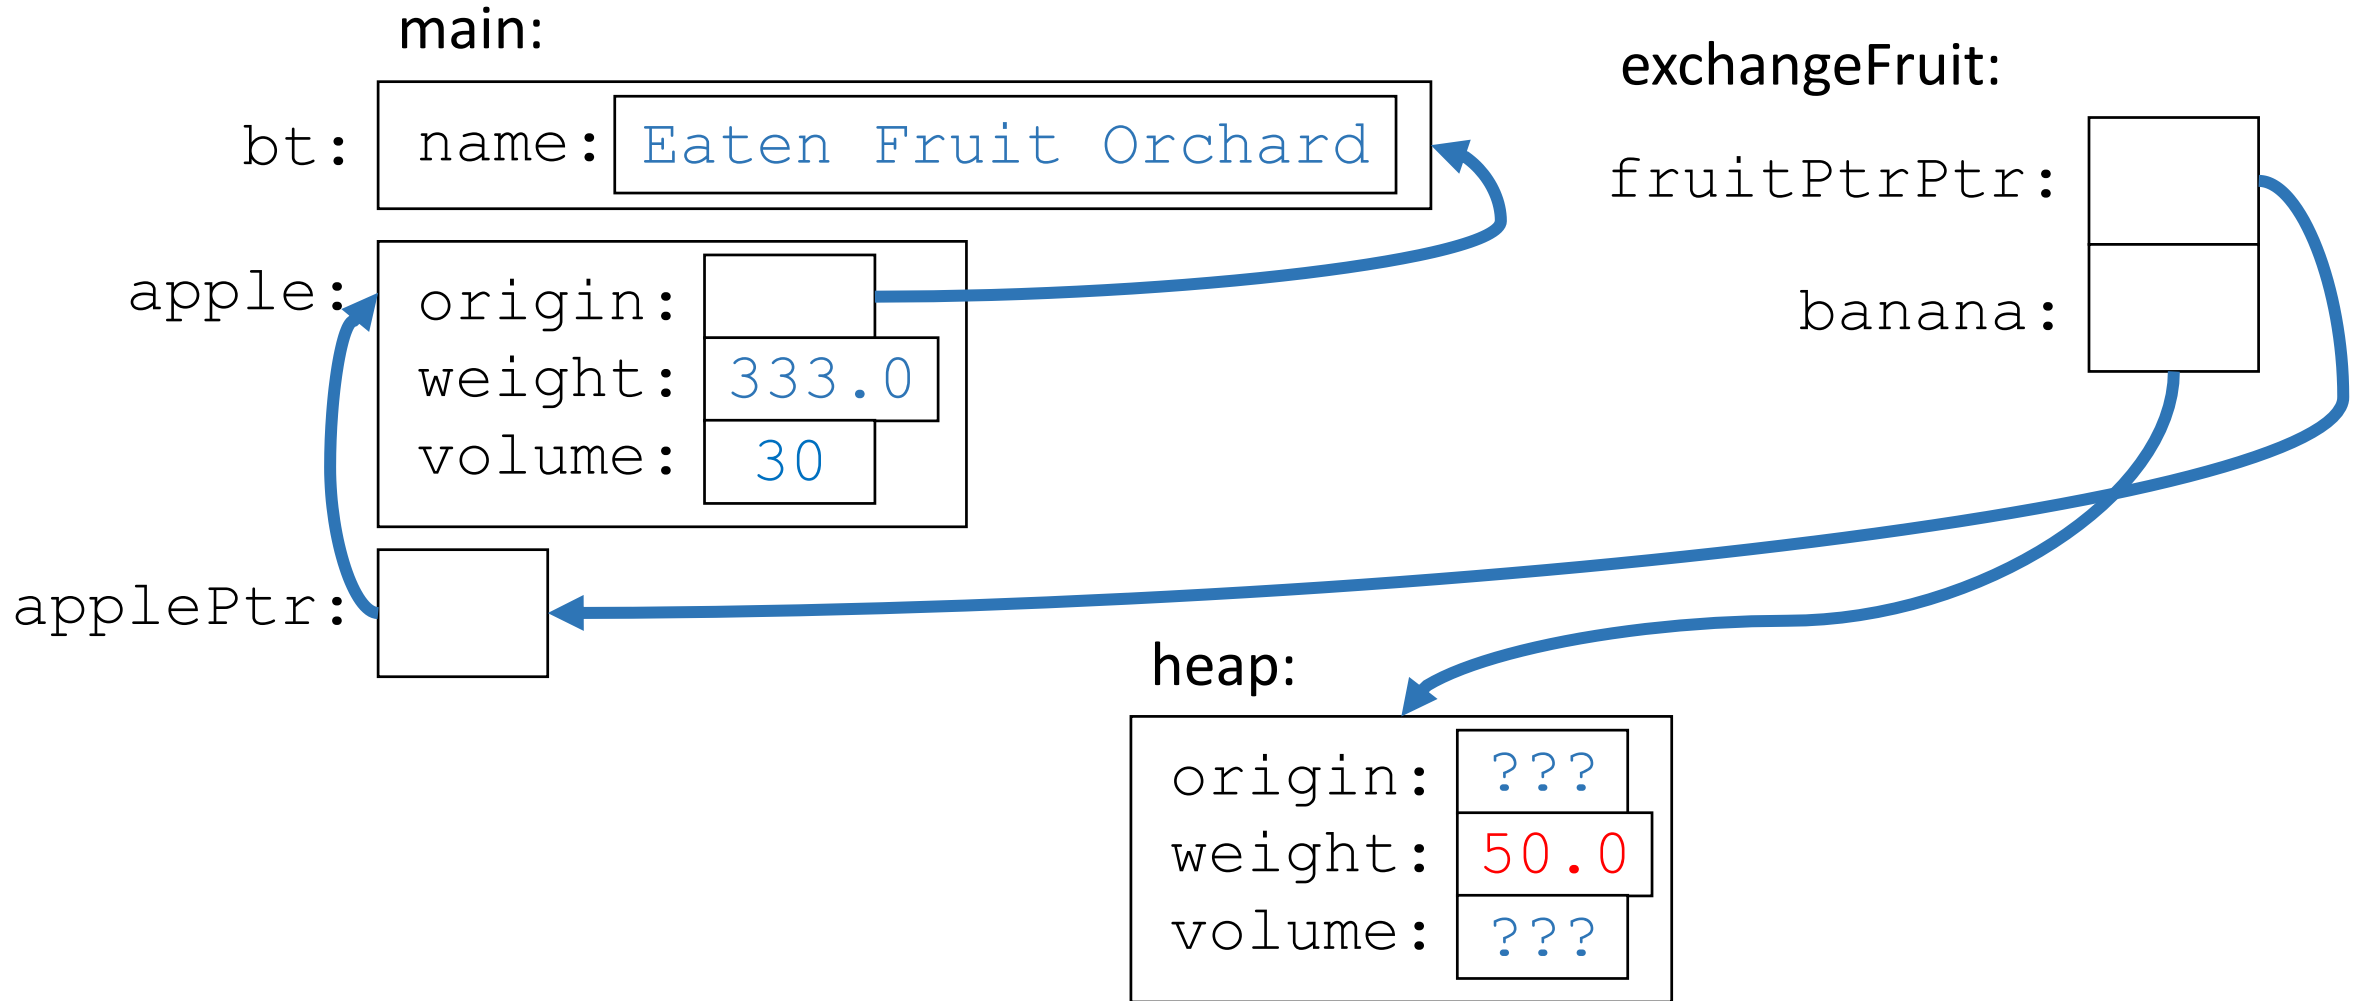 main:
bt:
name: Eaten Fruit Orchard
apple:
origin:
weight: 333.0
volume: 30
applePtr:
exchangeFruit:
fruitPtrPtr:
banana:
heap:
origin: ???
weight: 50.0
volume: ???